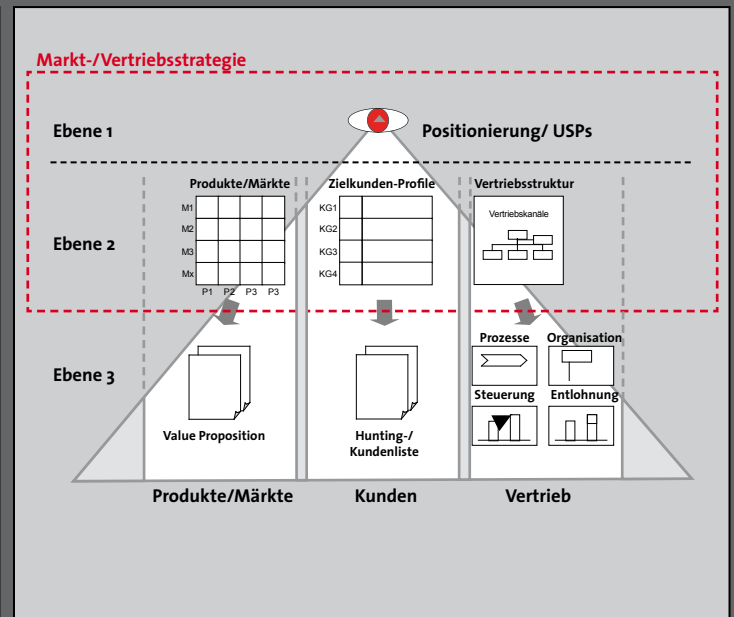 Markt-/Vertriebsstrategie
Ebene 1
Positionierung/ USPs
Produkte/Märkte
Zielkunden-Profile
Vertriebsstruktur
Ebene 2
M1
M2
M3
Mx
P1 P2 P3 P3
KG1
KG2
KG3
KG4
Vertriebskanäle
Ebene 3
Value Proposition
Hunting-/
Kundenliste
Prozesse
Organisation
Steuerung
Entlohnung
Produkte/Märkte
Kunden
Vertrieb